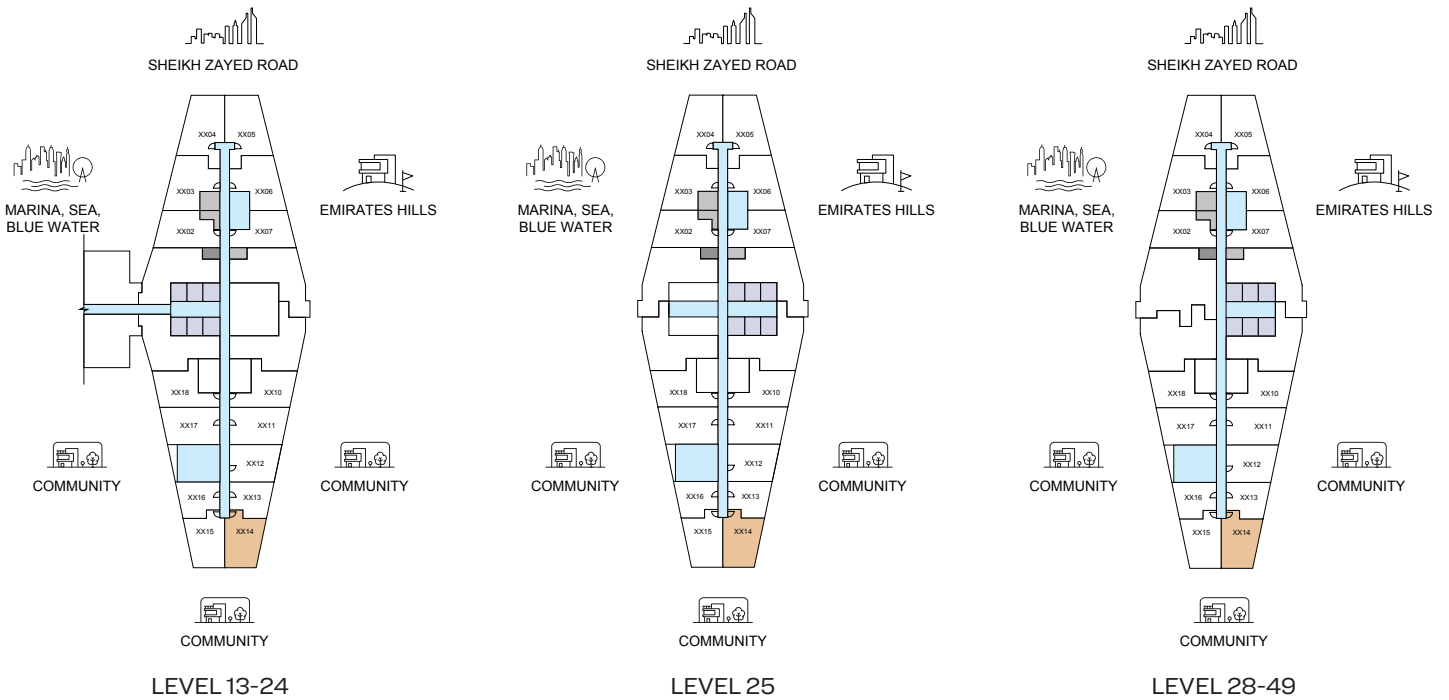 SHEIKH ZAYED ROAD
XX04
XX05
MARINA, SEA,
BLUE WATER
XX03
XX06
EMIRATES HILLS
XX02
XX07
XX18
XX10
XX17
XX11
COMMUNITY
XX12
COMMUNITY
XX16
XX13
XX15
XX14
COMMUNITY
LEVEL 13-24
SHEIKH ZAYED ROAD
XX04
XX05
MARINA, SEA,
BLUE WATER
XX03
XX06
EMIRATES HILLS
XX02
XX07
XX18
XX10
XX17
XX11
COMMUNITY
XX12
COMMUNITY
XX16
XX13
XX15
XX14
COMMUNITY
LEVEL 25
SHEIKH ZAYED ROAD
XX04
XX05
MARINA, SEA,
BLUE WATER
XX03
XX06
EMIRATES HILLS
XX02
XX07
XX18
XX10
XX17
XX11
COMMUNITY
XX12
COMMUNITY
XX16
XX13
XX15
XX14
COMMUNITY
LEVEL 28-49